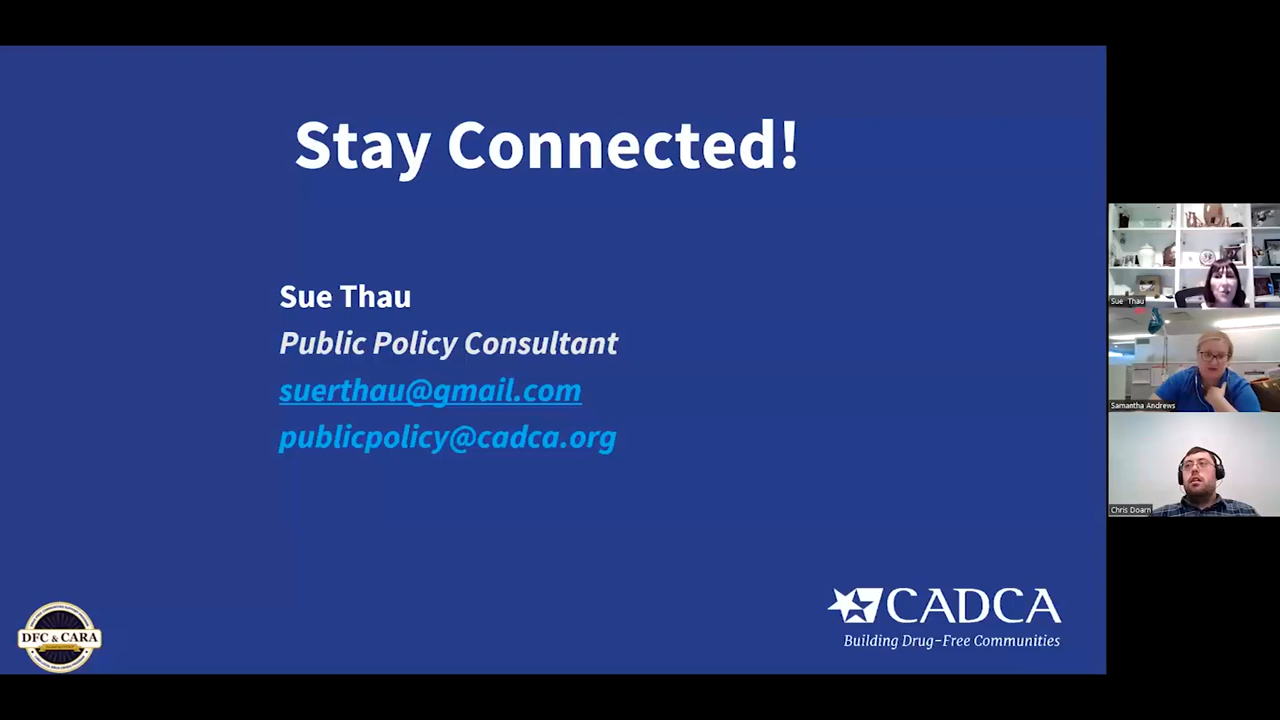 Stay Connected!
Sue Thau
Public Policy Consultant
suerthau@gmail.com
publicpolicy@cadca.org
DFC & CARA
CADCA
Building Drug-Free Communities
Sue Thau
Samantha Andrews
Chris Doarn